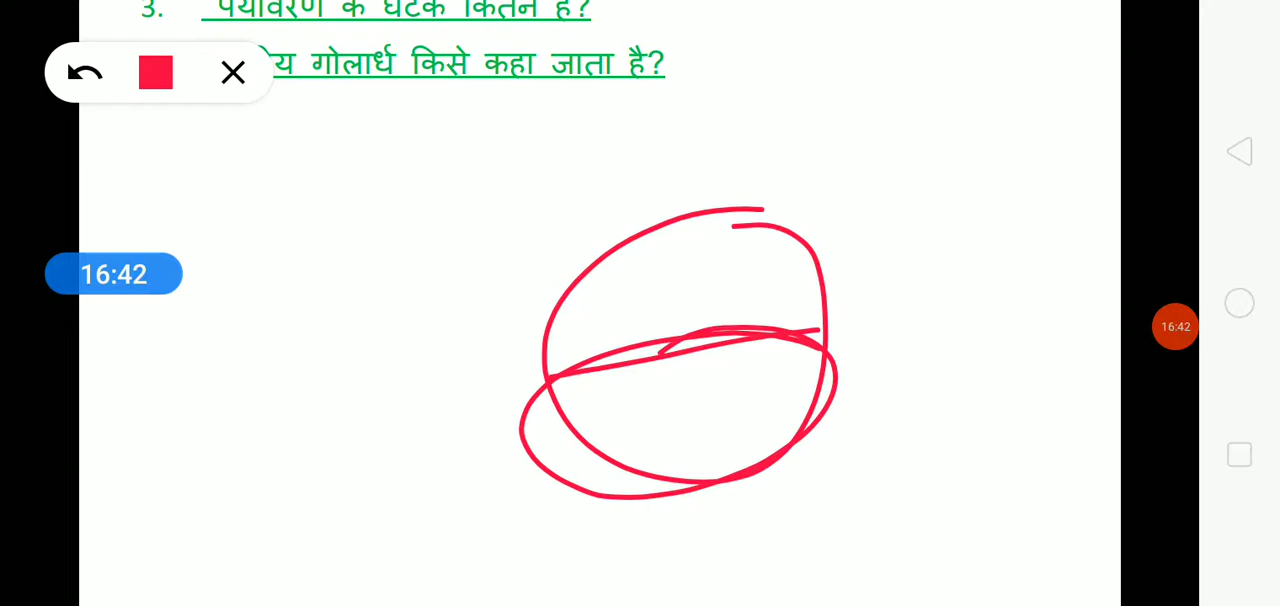 3. पर्यावरण के घटक कितने हैं?
गोलार्ध किसे कहा जाता है?
16:42
16:42